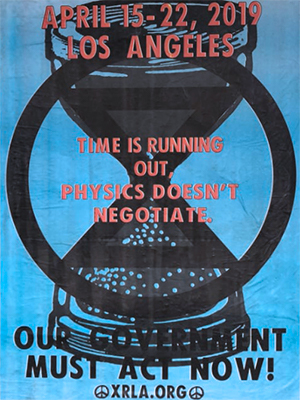 APRIL 15-22, 2019
LOS ANGELES
TIME IS RUNNING
OUT,
PHYSICS DOESN'T
NEGOTIATE.
OUR GOVERNMENT
MUST ACT NOW!
☮XRLA.ORG☮